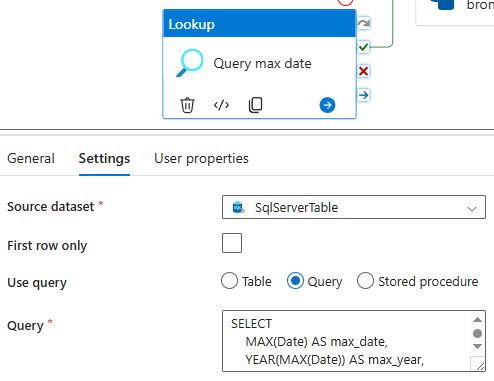 Lookup
bron
Query max date
General Settings User properties
Source dataset * SqlServerTable
First row only
Use query Table Query Stored procedure
Query * SELECT
MAX(Date) AS max_date,
YEAR(MAX(Date)) AS max_year,